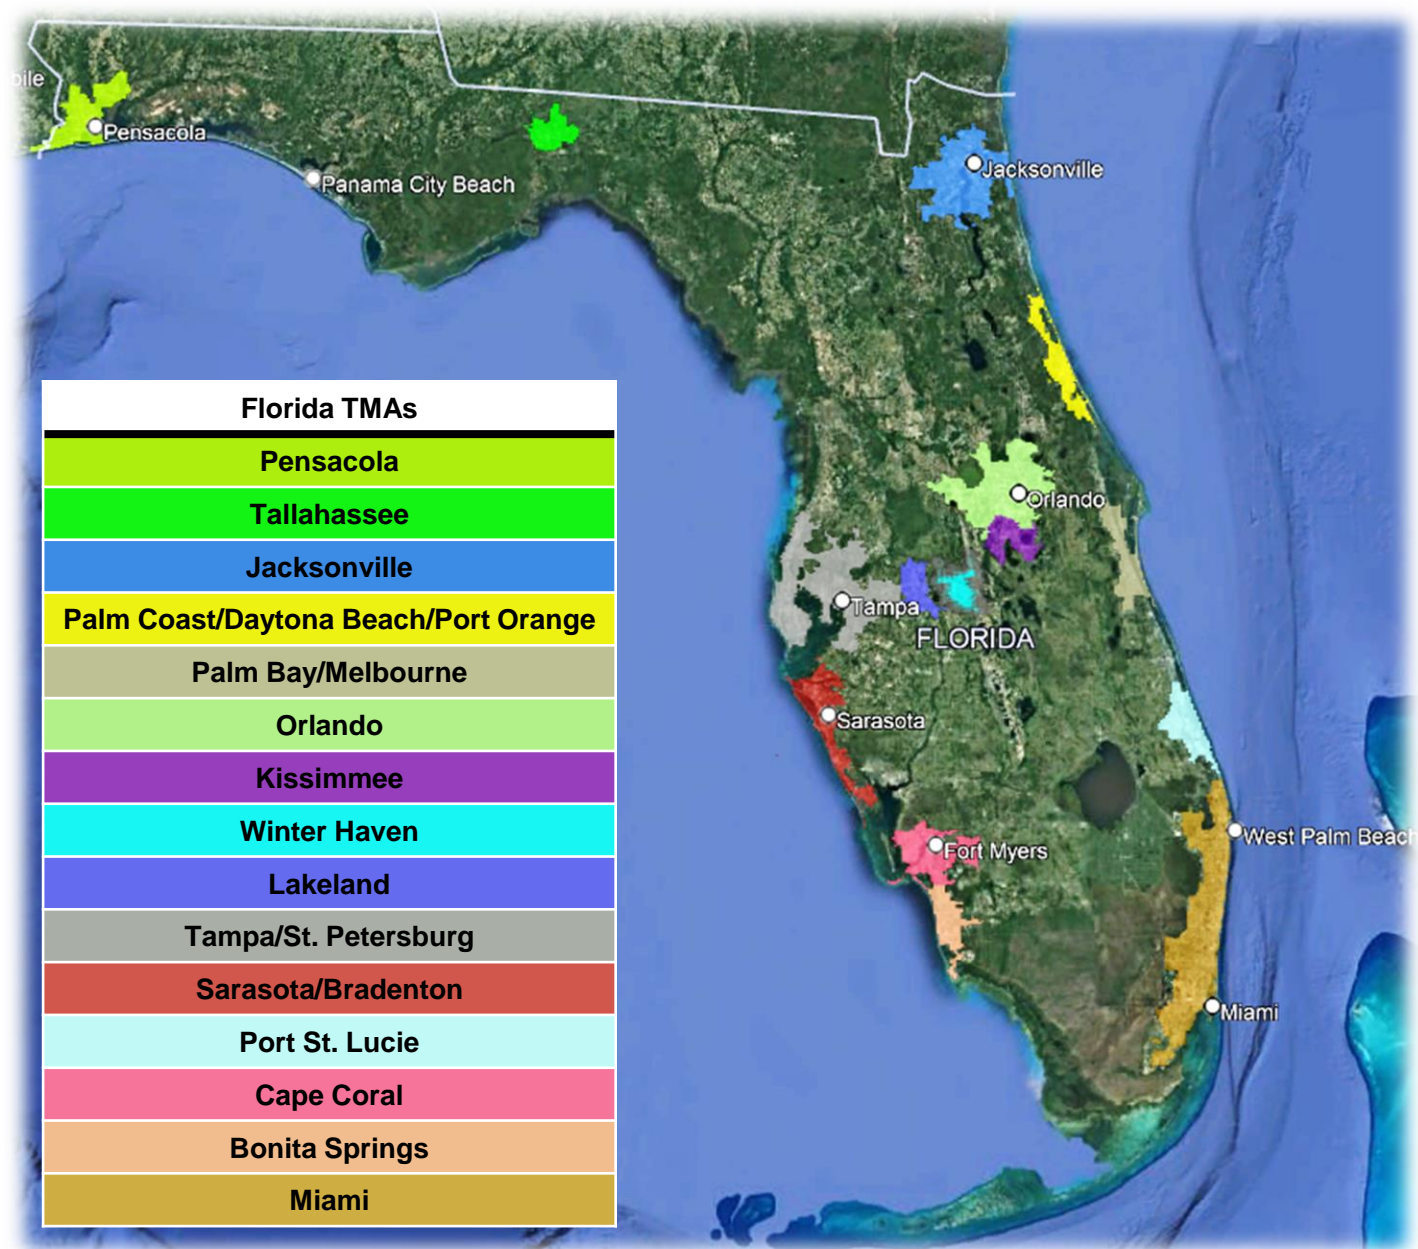 bile
Pensacola
Panama City Beach
Jacksonville
Orlando
Tampa
FLORIDA
Sarasota
Fort Myers
West Palm Beach
Miami
Florida TMAs
Pensacola
Tallahassee
Jacksonville
Palm Coast/Daytona Beach/Port Orange
Palm Bay/Melbourne
Orlando
Kissimmee
Winter Haven
Lakeland
Tampa/St. Petersburg
Sarasota/Bradenton
Port St. Lucie
Cape Coral
Bonita Springs
Miami